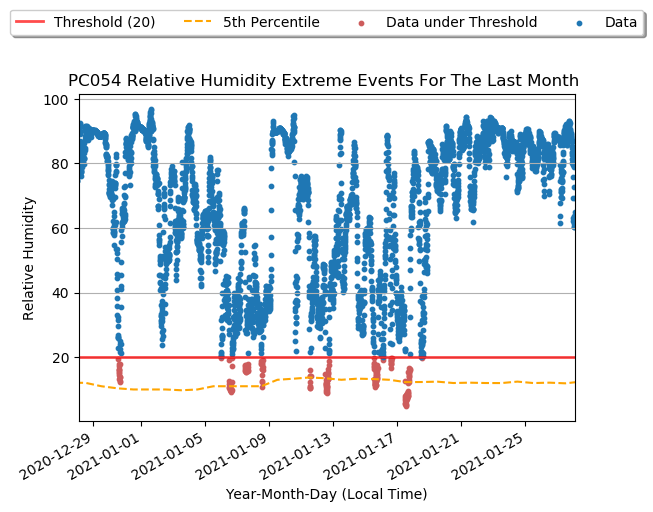 Threshold (20) 5th Percentile Data under Threshold Data
PC054 Relative Humidity Extreme Events For The Last Month
100
80
60
40
20
Relative Humidity
2020-12-29 2021-01-01 2021-01-05 2021-01-09 2021-01-13 2021-01-17 2021-01-21 2021-01-25
Year-Month-Day (Local Time)